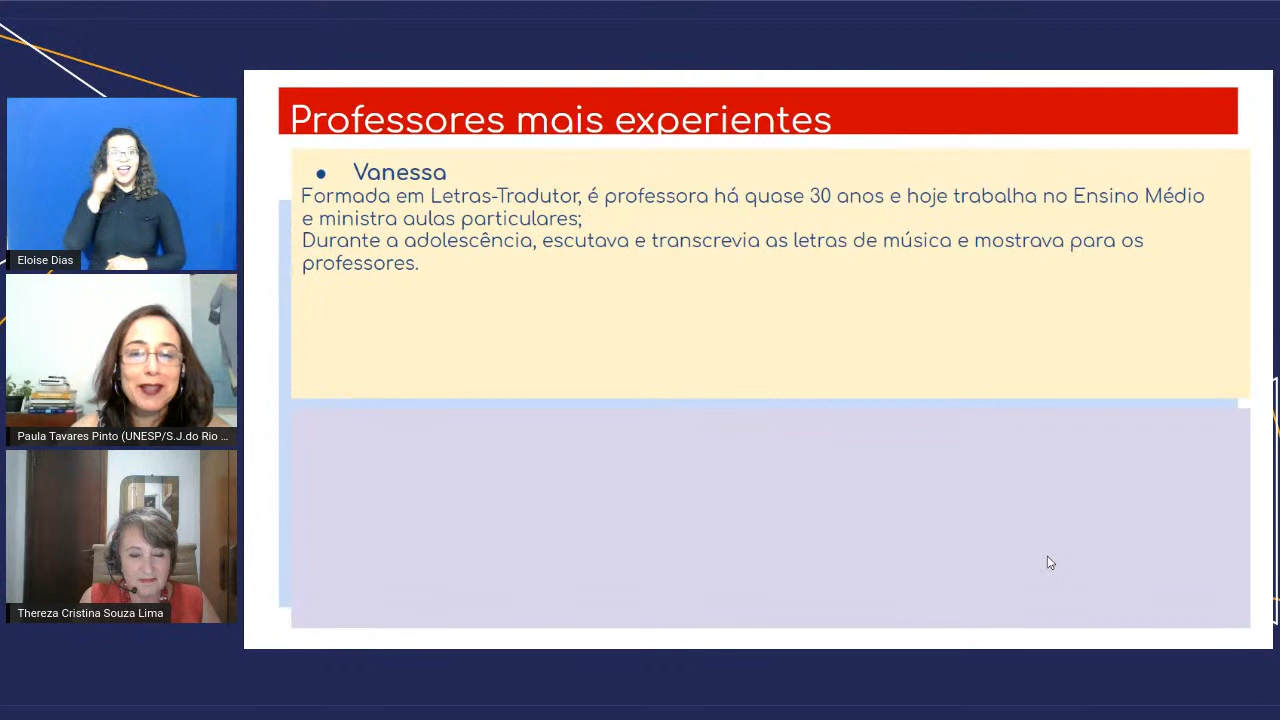 Professores mais experientes
● Vanessa
Formada em Letras-Tradutor, é professora há quase 30 anos e hoje trabalha no Ensino Médio
e ministra aulas particulares;
Durante a adolescência, escutava e transcrevia as letras de música e mostrava para os
professores.
Eloise Dias
Paula Tavares Pinto (UNESP/S.J.do Rio ...
Thereza Cristina Souza Lima